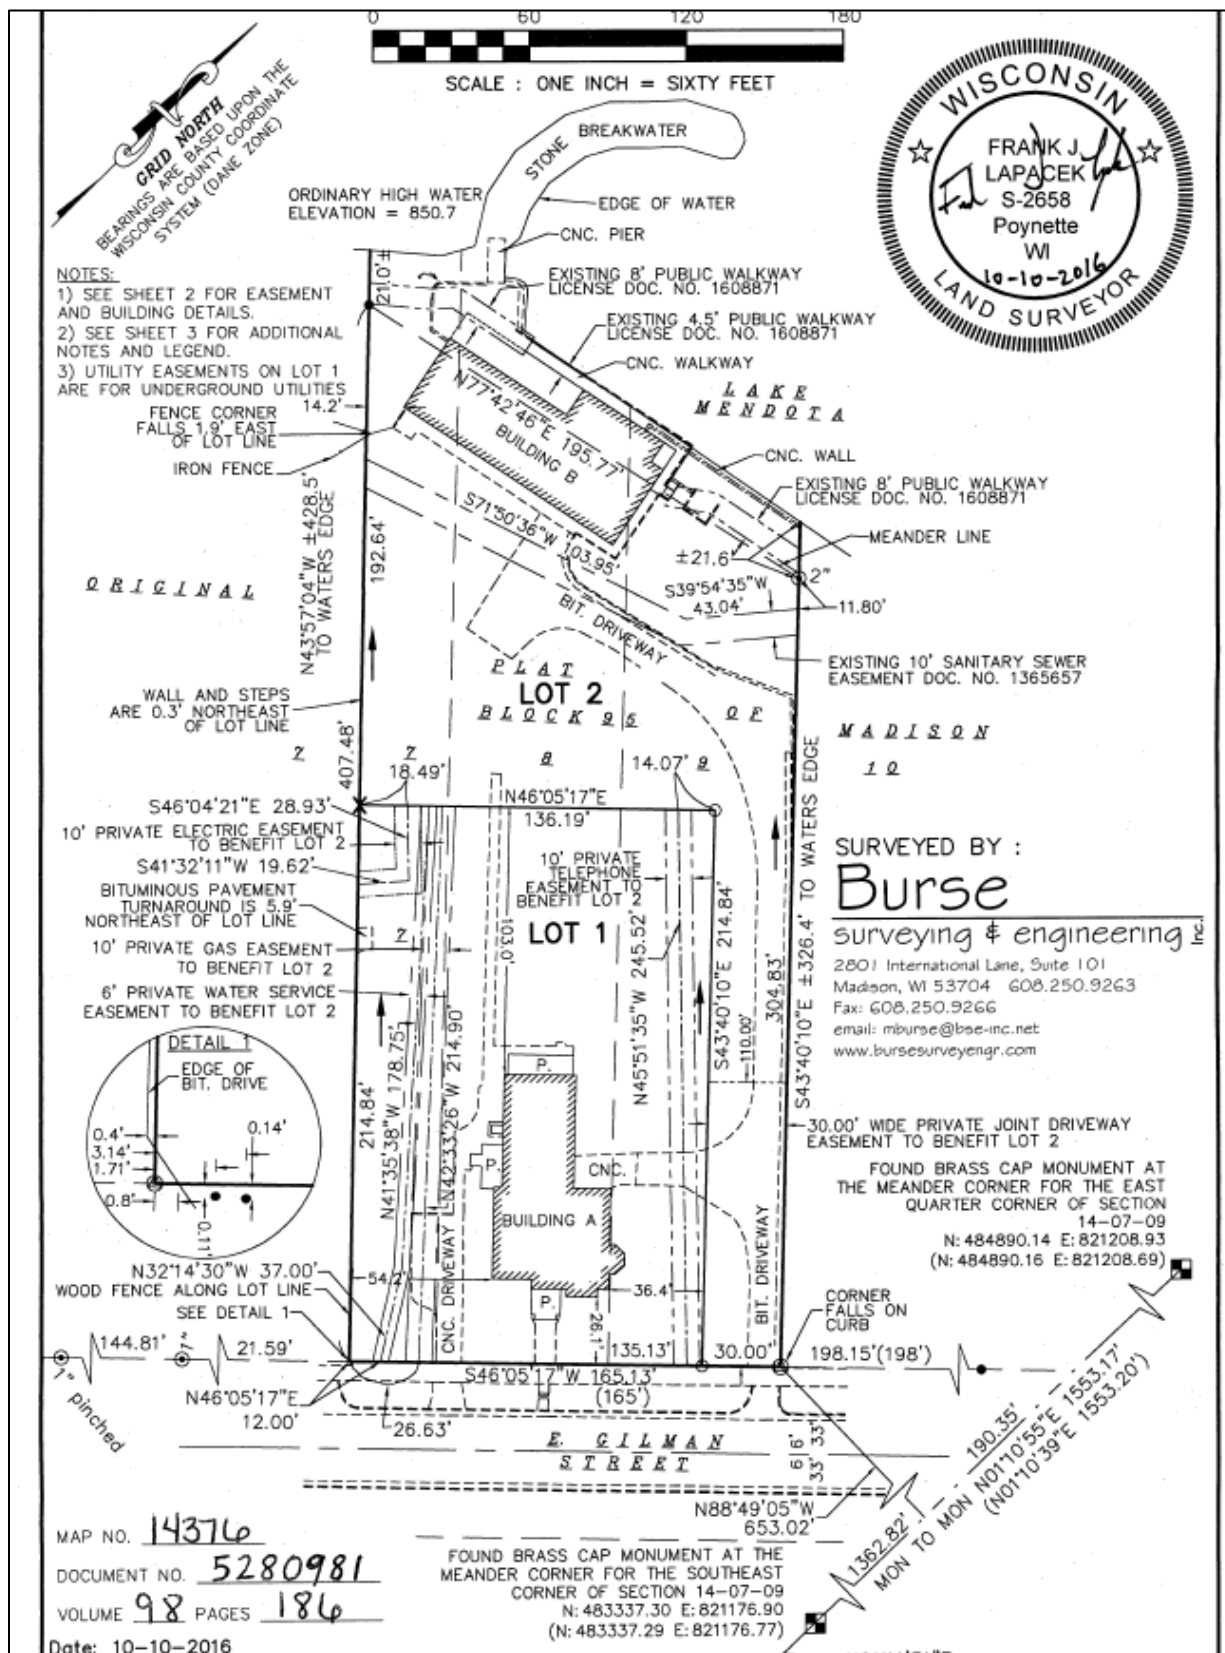 0 60 120 180
SCALE : ONE INCH = SIXTY FEET
GRID NORTH
BEARINGS ARE BASED UPON THE
WISCONSIN COUNTY COORDINATE
SYSTEM (DANE ZONE)
WISCONSIN
FRANK J.
LAPACEK
S-2658
Poynette
WI
10-10-2016
LAND SURVEYOR
STONE BREAKWATER
ORDINARY HIGH WATER
ELEVATION = 850.7
EDGE OF WATER
CNC. PIER
NOTES:
1) SEE SHEET 2 FOR EASEMENT
AND BUILDING DETAILS.
2) SEE SHEET 3 FOR ADDITIONAL
NOTES AND LEGEND.
3) UTILITY EASEMENTS ON LOT 1
ARE FOR UNDERGROUND UTILITIES
21.0'±
EXISTING 8' PUBLIC WALKWAY
LICENSE DOC. NO. 1608871
EXISTING 4.5' PUBLIC WALKWAY
LICENSE DOC. NO. 1608871
CNC. WALKWAY
LAKE
MENDOTA
14.2'
FENCE CORNER
FALLS 1.9' EAST
OF LOT LINE
IRON FENCE
N77°42'46"E 195.77'
BUILDING B
CNC. WALL
EXISTING 8' PUBLIC WALKWAY
LICENSE DOC. NO. 1608871
MEANDER LINE
N43°57'04"W ±428.5'
TO WATERS EDGE
192.64'
S71°50'36"W 103.95'
±21.6'
2"
S39°54'35"W
43.04'
11.80'
ORIGINAL
BIT. DRIVEWAY
EXISTING 10' SANITARY SEWER
EASEMENT DOC. NO. 1365657
PLAT
LOT 2
BLOCK 95 OF
MADISON
WALL AND STEPS
ARE 0.3' NORTHEAST
OF LOT LINE
7 7 8 9 10
407.48'
18.49'
14.07'
N46°05'17"E
136.19'
S46°04'21"E 28.93'
10' PRIVATE ELECTRIC EASEMENT
TO BENEFIT LOT 2
S41°32'11"W 19.62'
BITUMINOUS PAVEMENT
TURNAROUND IS 5.9'
NORTHEAST OF LOT LINE
7
10' PRIVATE GAS EASEMENT
TO BENEFIT LOT 2
6' PRIVATE WATER SERVICE
EASEMENT TO BENEFIT LOT 2
10' PRIVATE
TELEPHONE
EASEMENT TO
BENEFIT LOT 2
LOT 1
103.0'
N45°51'35"W 245.52'
S43°40'10"E 214.84'
110.00'
304.83'
S43°40'10"E ±326.4' TO WATERS EDGE
SURVEYED BY :
Burse
surveying & engineering Inc.
2801 International Lane, Suite 101
Madison, WI 53704 608.250.9263
Fax: 608.250.9266
email: mburse@bse-inc.net
www.bursesurveyengr.com
DETAIL 1
EDGE OF
BIT. DRIVE
0.4'
0.14'
3.14'
1.71'
0.8'
0.11'
214.84'
N41°35'38"W 178.75'
N42°33'26"W 214.90'
P.
P.
CNC.
BUILDING A
P.
CNC. DRIVEWAY
BIT. DRIVEWAY
30.00' WIDE PRIVATE JOINT DRIVEWAY
EASEMENT TO BENEFIT LOT 2
FOUND BRASS CAP MONUMENT AT
THE MEANDER CORNER FOR THE EAST
QUARTER CORNER OF SECTION
14-07-09
N: 484890.14 E: 821208.93
(N: 484890.16 E: 821208.69)
N32°14'30"W 37.00'
WOOD FENCE ALONG LOT LINE
SEE DETAIL 1
54.2'
36.4'
26.1'
CORNER
FALLS ON
CURB
144.81'
7"
21.59'
135.13'
30.00'
198.15'(198')
1" pinched
N46°05'17"E
12.00'
S46°05'17"W 165.13'
(165')
26.63'
E. GILMAN
STREET
66'
33' 33'
N88°49'05"W
653.02'
190.35'
1362.82'
MON TO MON N01°10'55"E 1553.17'
(N01°10'39"E 1553.20')
MAP NO. 14376
DOCUMENT NO. 5280981
VOLUME 98 PAGES 186
Date: 10-10-2016
FOUND BRASS CAP MONUMENT AT THE
MEANDER CORNER FOR THE SOUTHEAST
CORNER OF SECTION 14-07-09
N: 483337.30 E: 821176.90
(N: 483337.29 E: 821176.77)